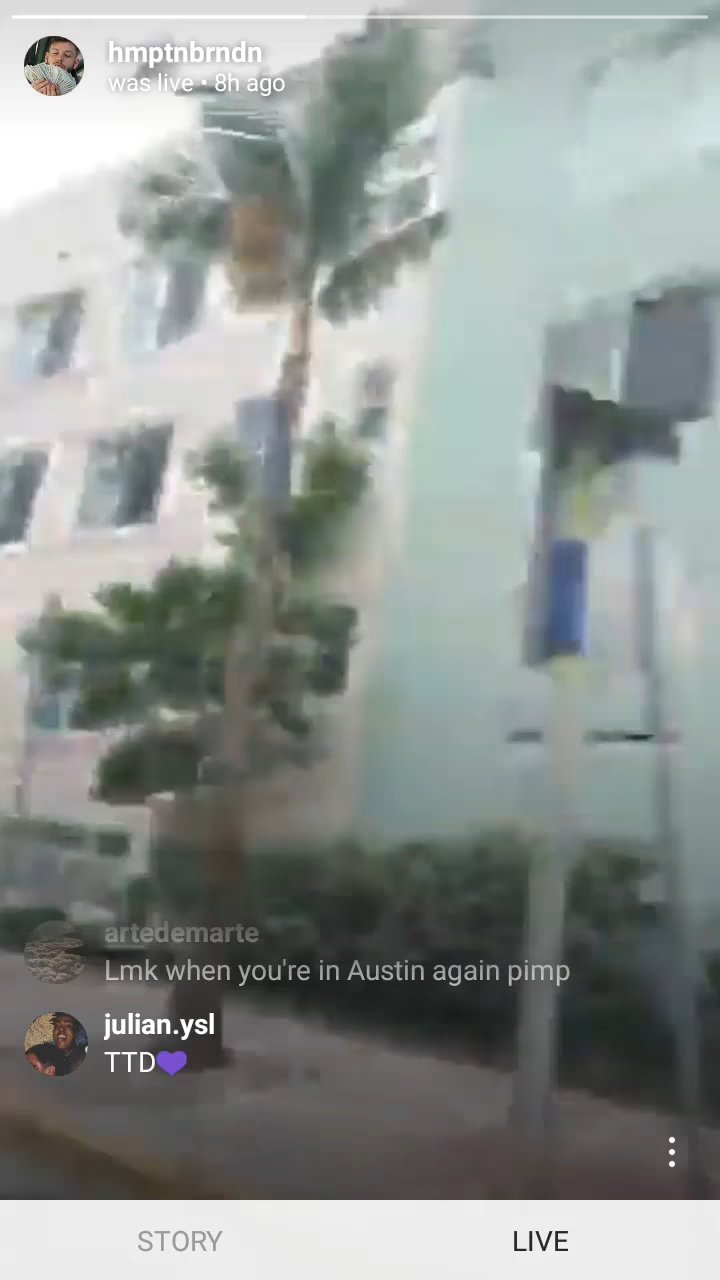 hmptnbrndn
was live • 8h ago
artedemarte
Lmk when you're in Austin again pimp
julian.ysl
TTD💜
STORY
LIVE